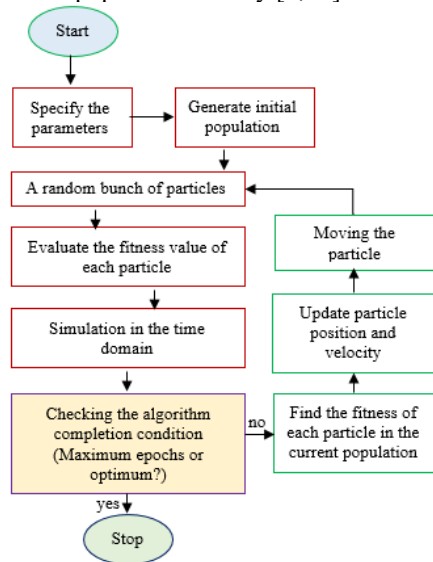 Start
Specify the
parameters
Generate initial
population
A random bunch of particles
Evaluate the fitness value of
each particle
Simulation in the time
domain
Checking the algorithm
completion condition
(Maximum epochs or
optimum?)
no
Find the fitness of
each particle in the
current population
Update particle
position and
velocity
Moving the
particle
yes
Stop